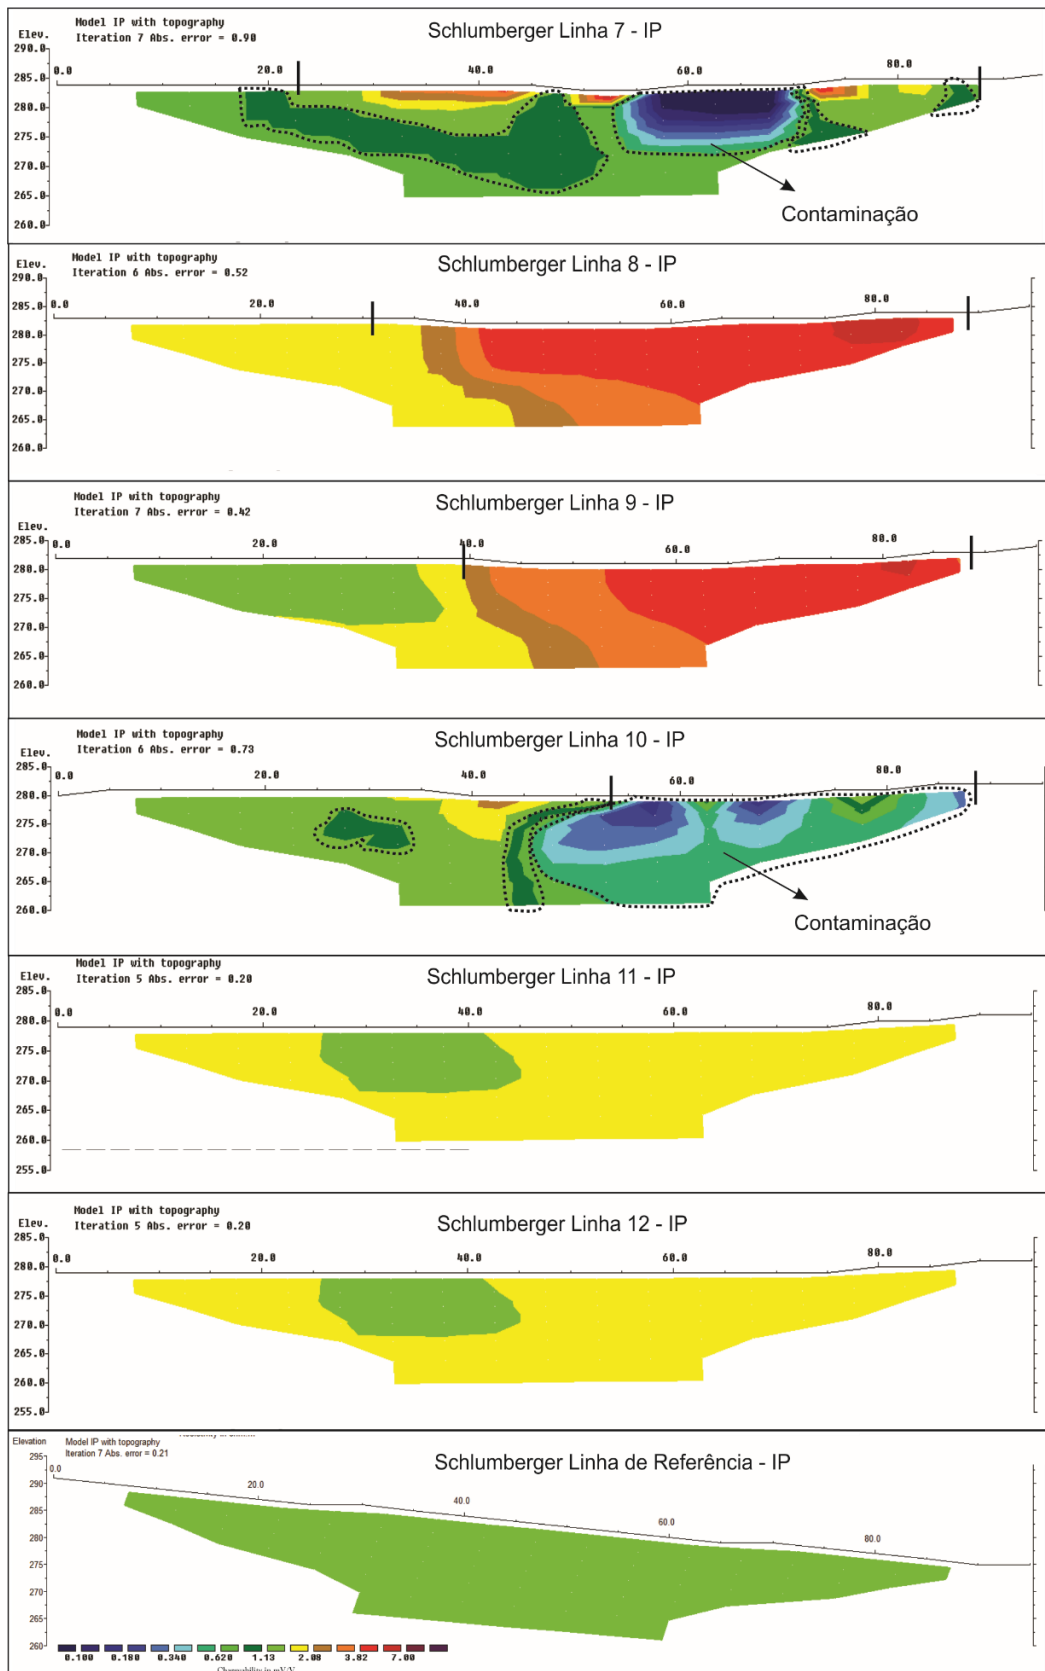 Model IP with topography
Iteration 7 Abs. error = 0.90
Schlumberger Linha 7 - IP
Elev.
290.0
285.0
280.0
275.0
270.0
265.0
260.0
0.0 20.0 40.0 60.0 80.0
Contaminação
Model IP with topography
Iteration 6 Abs. error = 0.52
Schlumberger Linha 8 - IP
Elev.
290.0
285.0
280.0
275.0
270.0
265.0
260.0
0.0 20.0 40.0 60.0 80.0
Model IP with topography
Iteration 7 Abs. error = 0.42
Schlumberger Linha 9 - IP
Elev.
285.0
280.0
275.0
270.0
265.0
260.0
0.0 20.0 40.0 60.0 80.0
Model IP with topography
Iteration 6 Abs. error = 0.73
Schlumberger Linha 10 - IP
Elev.
285.0
280.0
275.0
270.0
265.0
260.0
0.0 20.0 40.0 60.0 80.0
Contaminação
Model IP with topography
Iteration 5 Abs. error = 0.20
Schlumberger Linha 11 - IP
Elev.
285.0
280.0
275.0
270.0
265.0
260.0
255.0
0.0 20.0 40.0 60.0 80.0
Model IP with topography
Iteration 5 Abs. error = 0.20
Schlumberger Linha 12 - IP
Elev.
285.0
280.0
275.0
270.0
265.0
260.0
255.0
0.0 20.0 40.0 60.0 80.0
Elevation
Model IP with topography
Iteration 7 Abs. error = 0.21
Schlumberger Linha de Referência - IP
295
290
285
280
275
270
265
260
0.0 20.0 40.0 60.0 80.0
0.100 0.180 0.340 0.620 1.13 2.08 3.82 7.00
Chargeability in mV/V